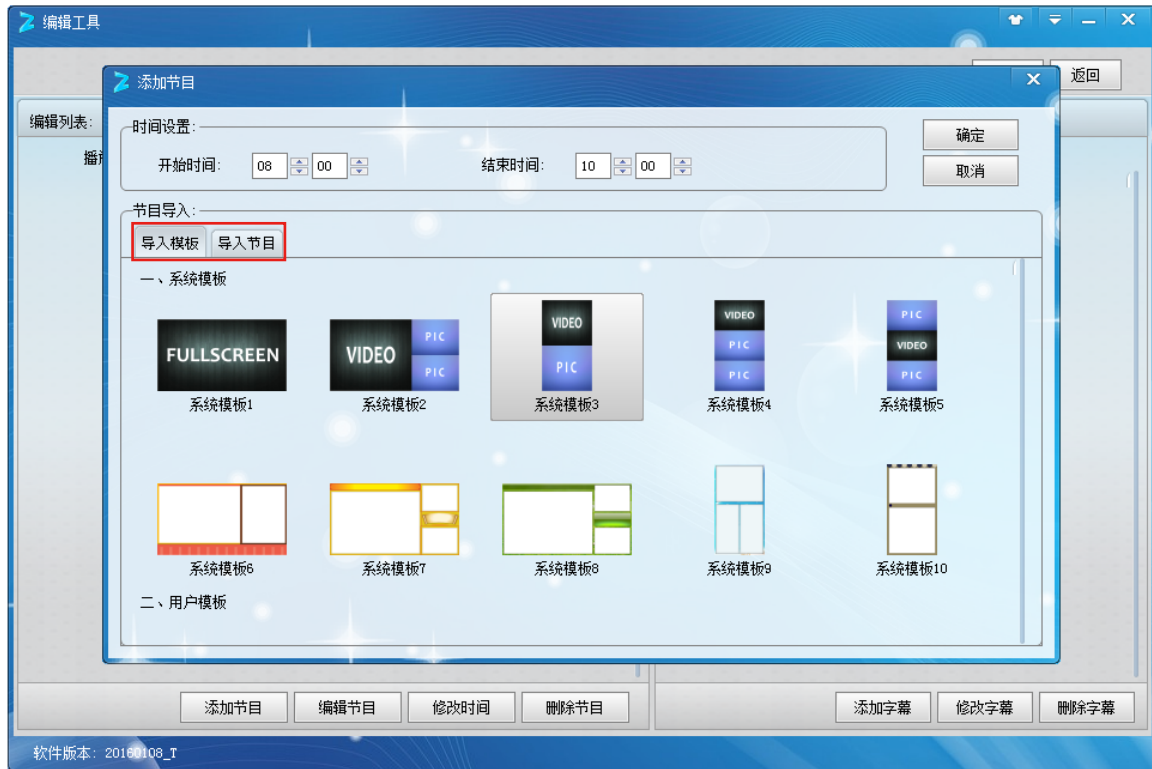 编辑工具
返回
添加节目
编辑列表:
时间设置:
确定
开始时间: 08 00 结束时间: 10 00
取消
节目导入:
导入模板 导入节目
一、系统模板
FULLSCREEN
VIDEO PIC PIC
VIDEO PIC
VIDEO PIC PIC
PIC VIDEO PIC
系统模板1 系统模板2 系统模板3 系统模板4 系统模板5
系统模板6 系统模板7 系统模板8 系统模板9 系统模板10
二、用户模板
添加节目 编辑节目 修改时间 删除节目 添加字幕 修改字幕 删除字幕
软件版本: 20160108_T